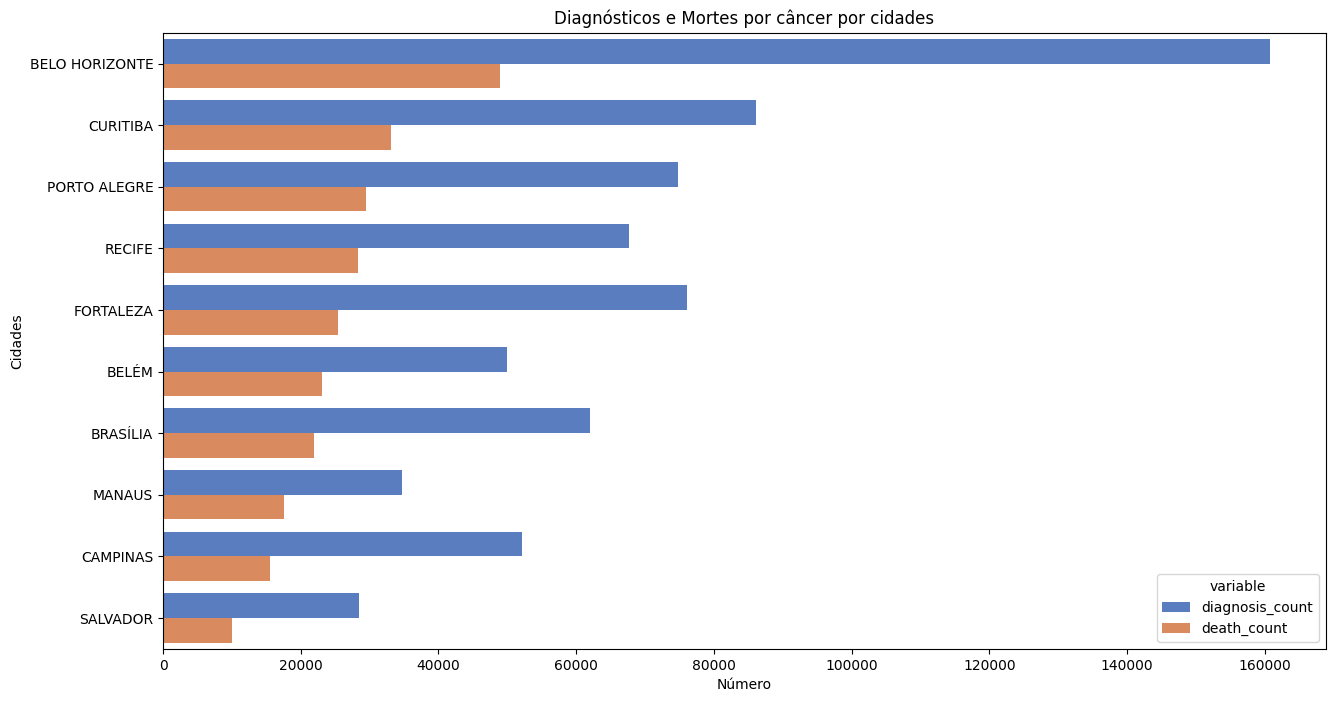 Diagnósticos e Mortes por câncer por cidades
Cidades
BELO HORIZONTE
CURITIBA
PORTO ALEGRE
RECIFE
FORTALEZA
BELÉM
BRASÍLIA
MANAUS
CAMPINAS
SALVADOR
variable
diagnosis_count
death_count
0 20000 40000 60000 80000 100000 120000 140000 160000
Número